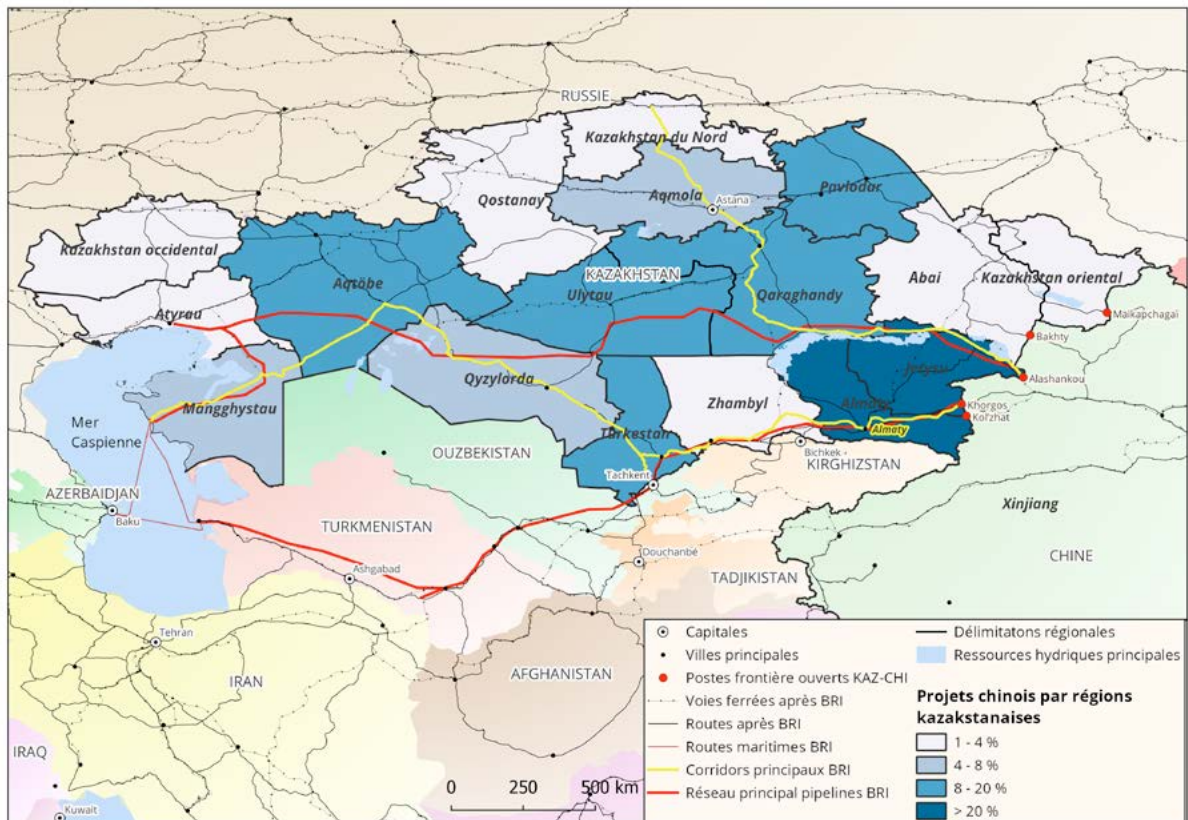 RUSSIE
Kazakhstan du Nord
Pavlodar
Qostanay
Aqmola
Astana
Kazakhstan occidental
KAZAKHSTAN
Abai
Kazakhstan oriental
Aqtöbe
Ulytau
Qaraghandy
Atyrau
Maikapchagaï
Bakhty
Qyzylorda
Jetysu
Alashankou
Mangghystau
Zhambyl
Almaty
Khorgos
Kol'zhat
Mer
Caspienne
Turkestan
Almaty
OUZBEKISTAN
Bichkek
KIRGHIZSTAN
Tachkent
AZERBAIDJAN
Baku
Xinjiang
TURKMENISTAN
Douchanbé
CHINE
Ashgabad
TADJIKISTAN
Tehran
AFGHANISTAN
IRAN
IRAQ
Kuwait
0 250 500 km
Capitales
Villes principales
Postes frontière ouverts KAZ-CHI
Voies ferrées après BRI
Routes après BRI
Routes maritimes BRI
Corridors principaux BRI
Réseau principal pipelines BRI
Délimitatons régionales
Ressources hydriques principales
Projets chinois par régions
kazakstanaises
1 - 4 %
4 - 8 %
8 - 20 %
> 20 %